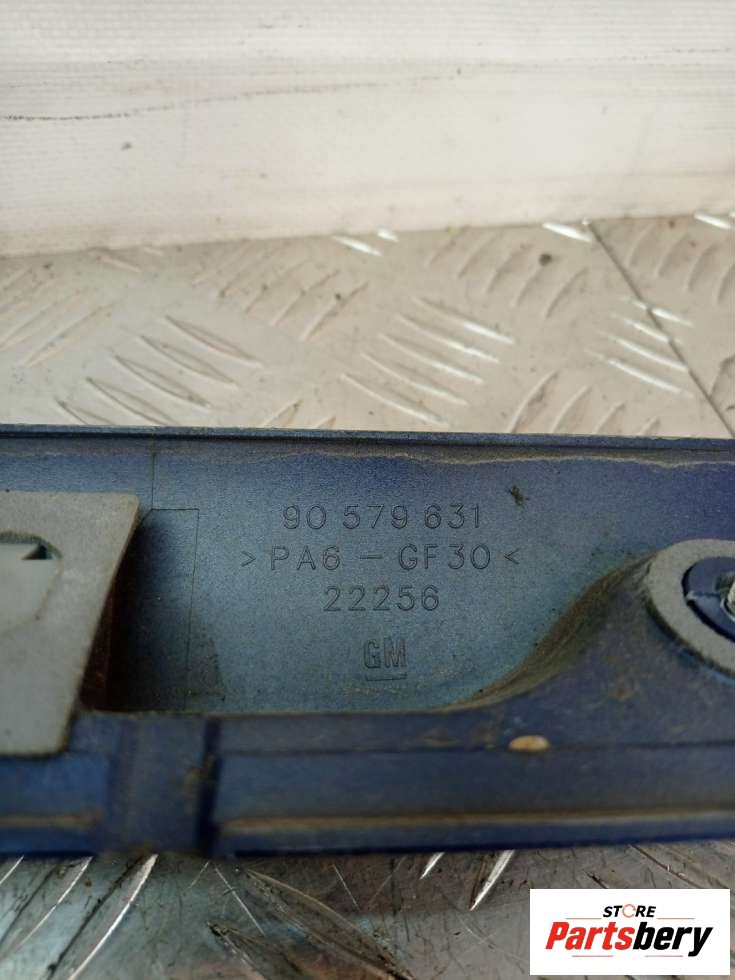 90 579 631
>PA6-GF30<
22256
GM
STORE
Partsbery